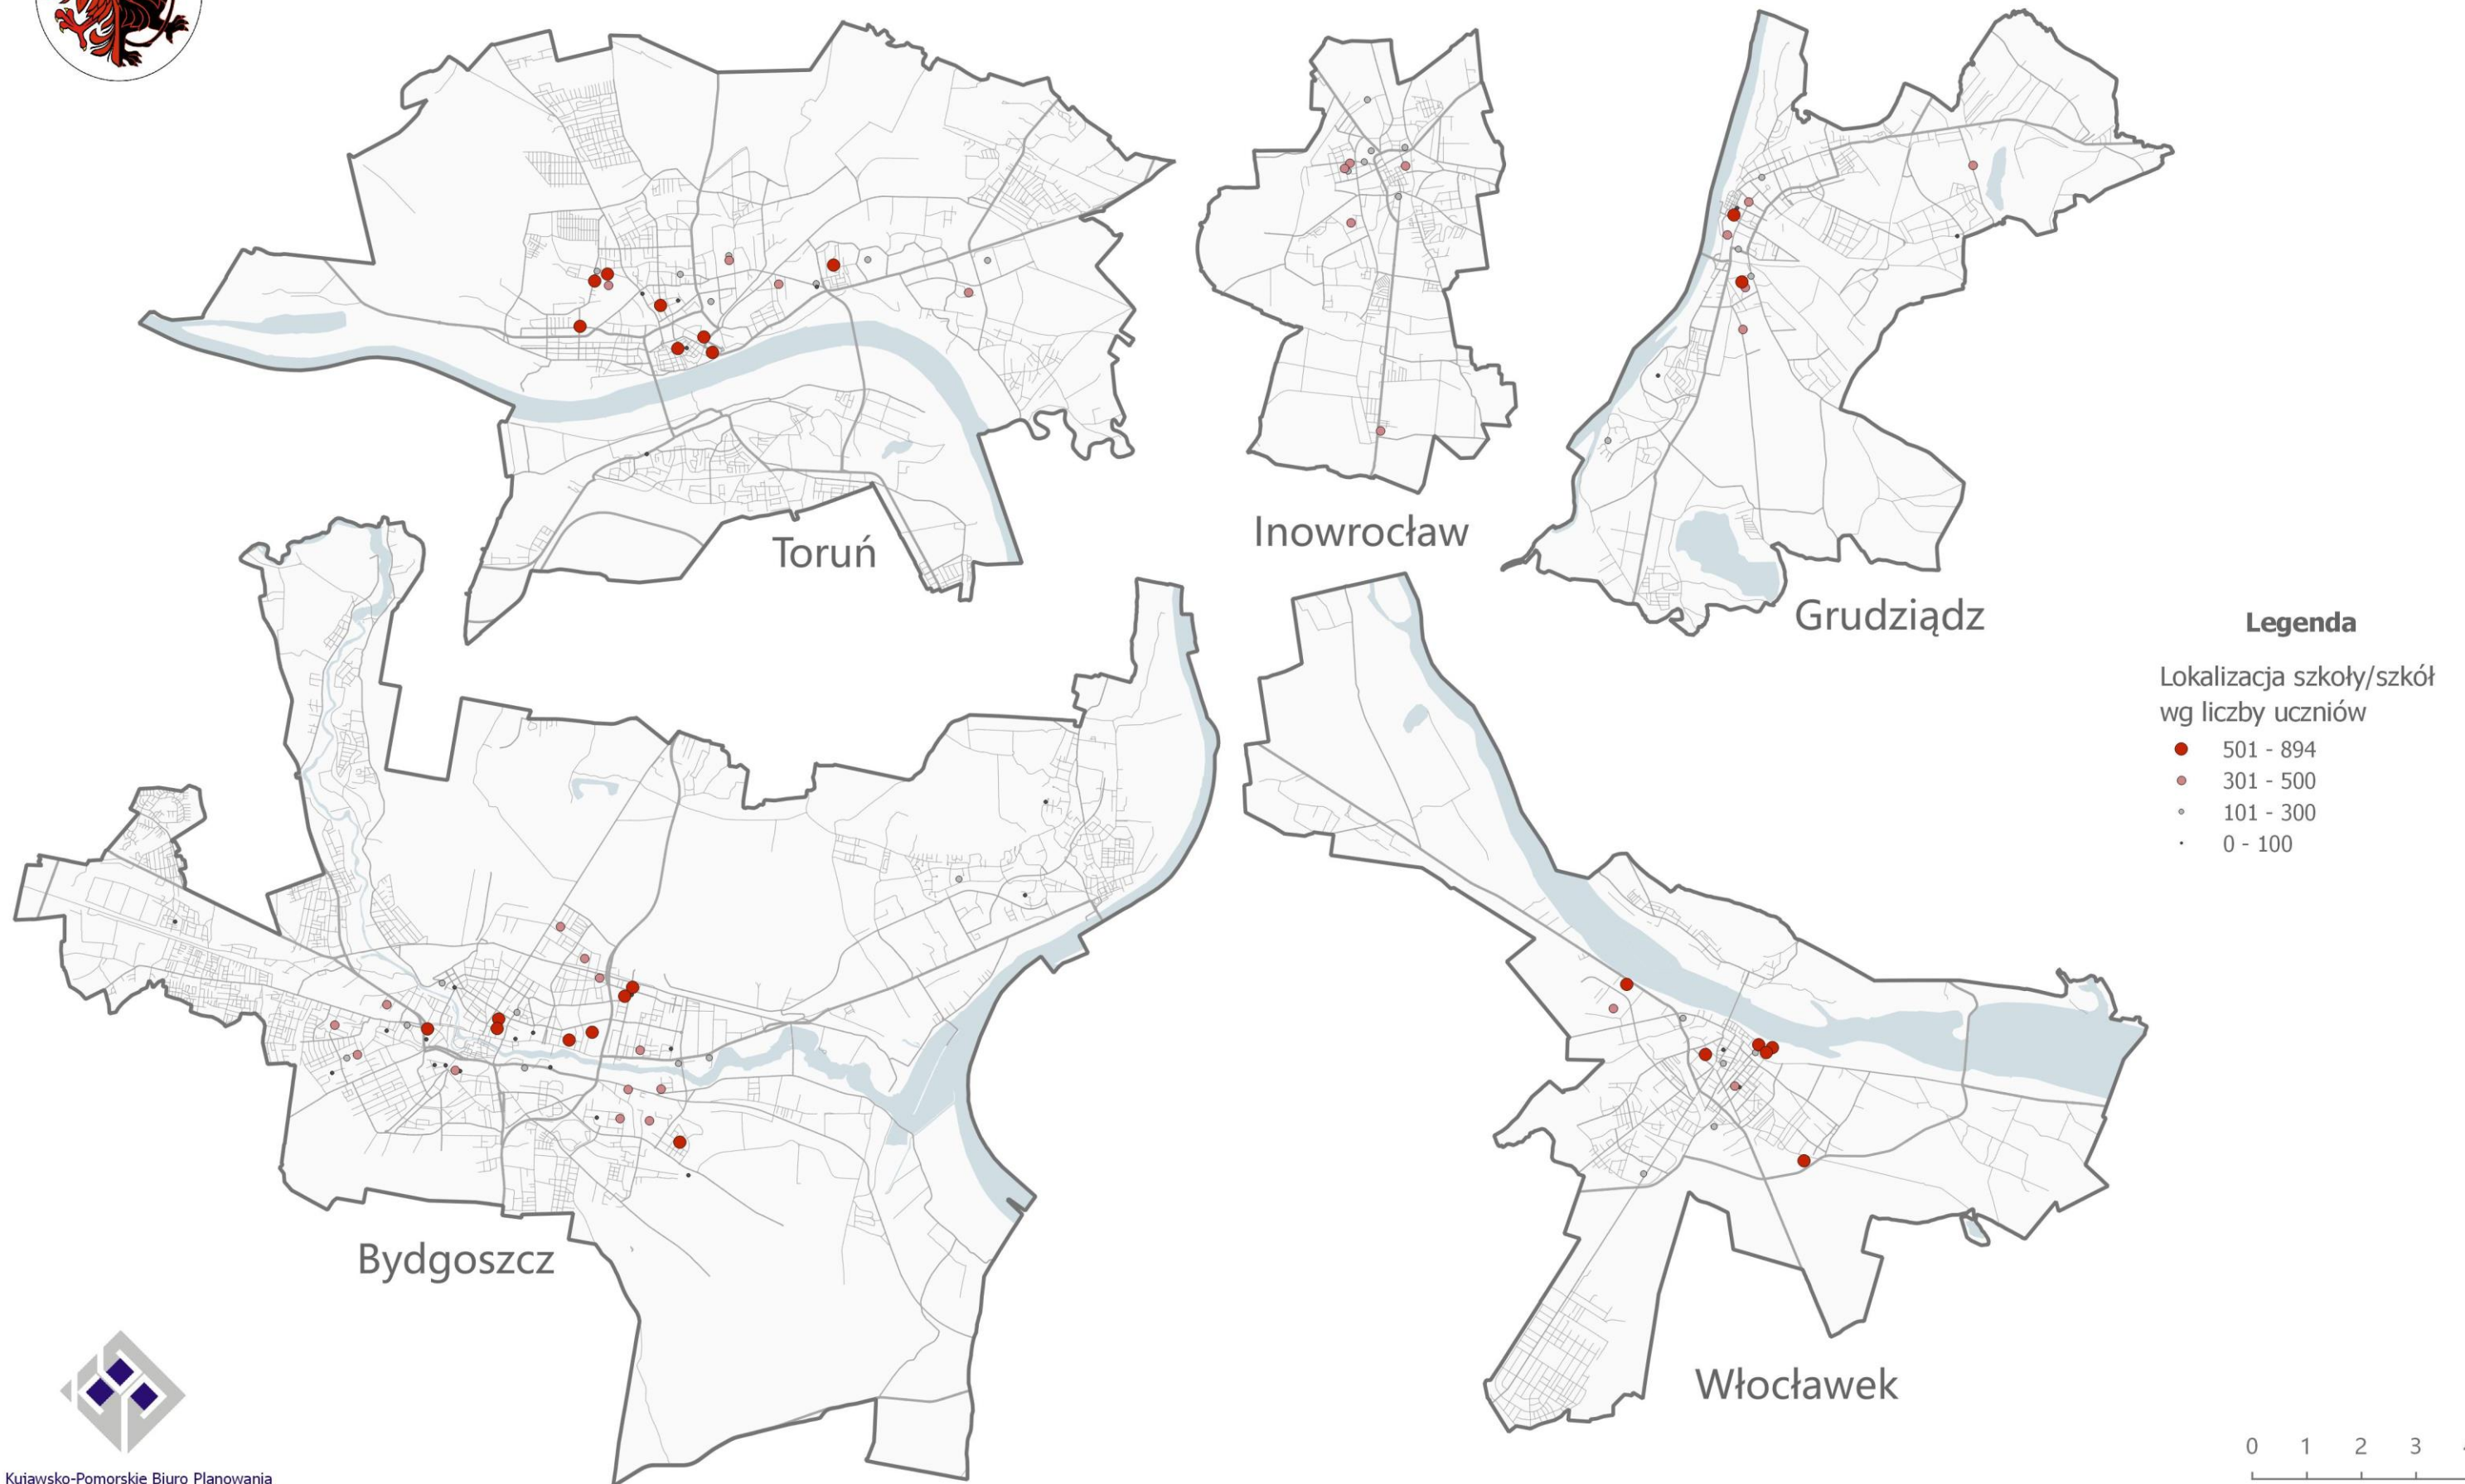 Toruń
Inowrocław
Grudziądz
Legenda
Lokalizacja szkoły/szkół
wg liczby uczniów
501 - 894
301 - 500
101 - 300
0 - 100
Bydgoszcz
Włocławek
0 1 2 3
Kujawsko-Pomorskie Biuro Planowania